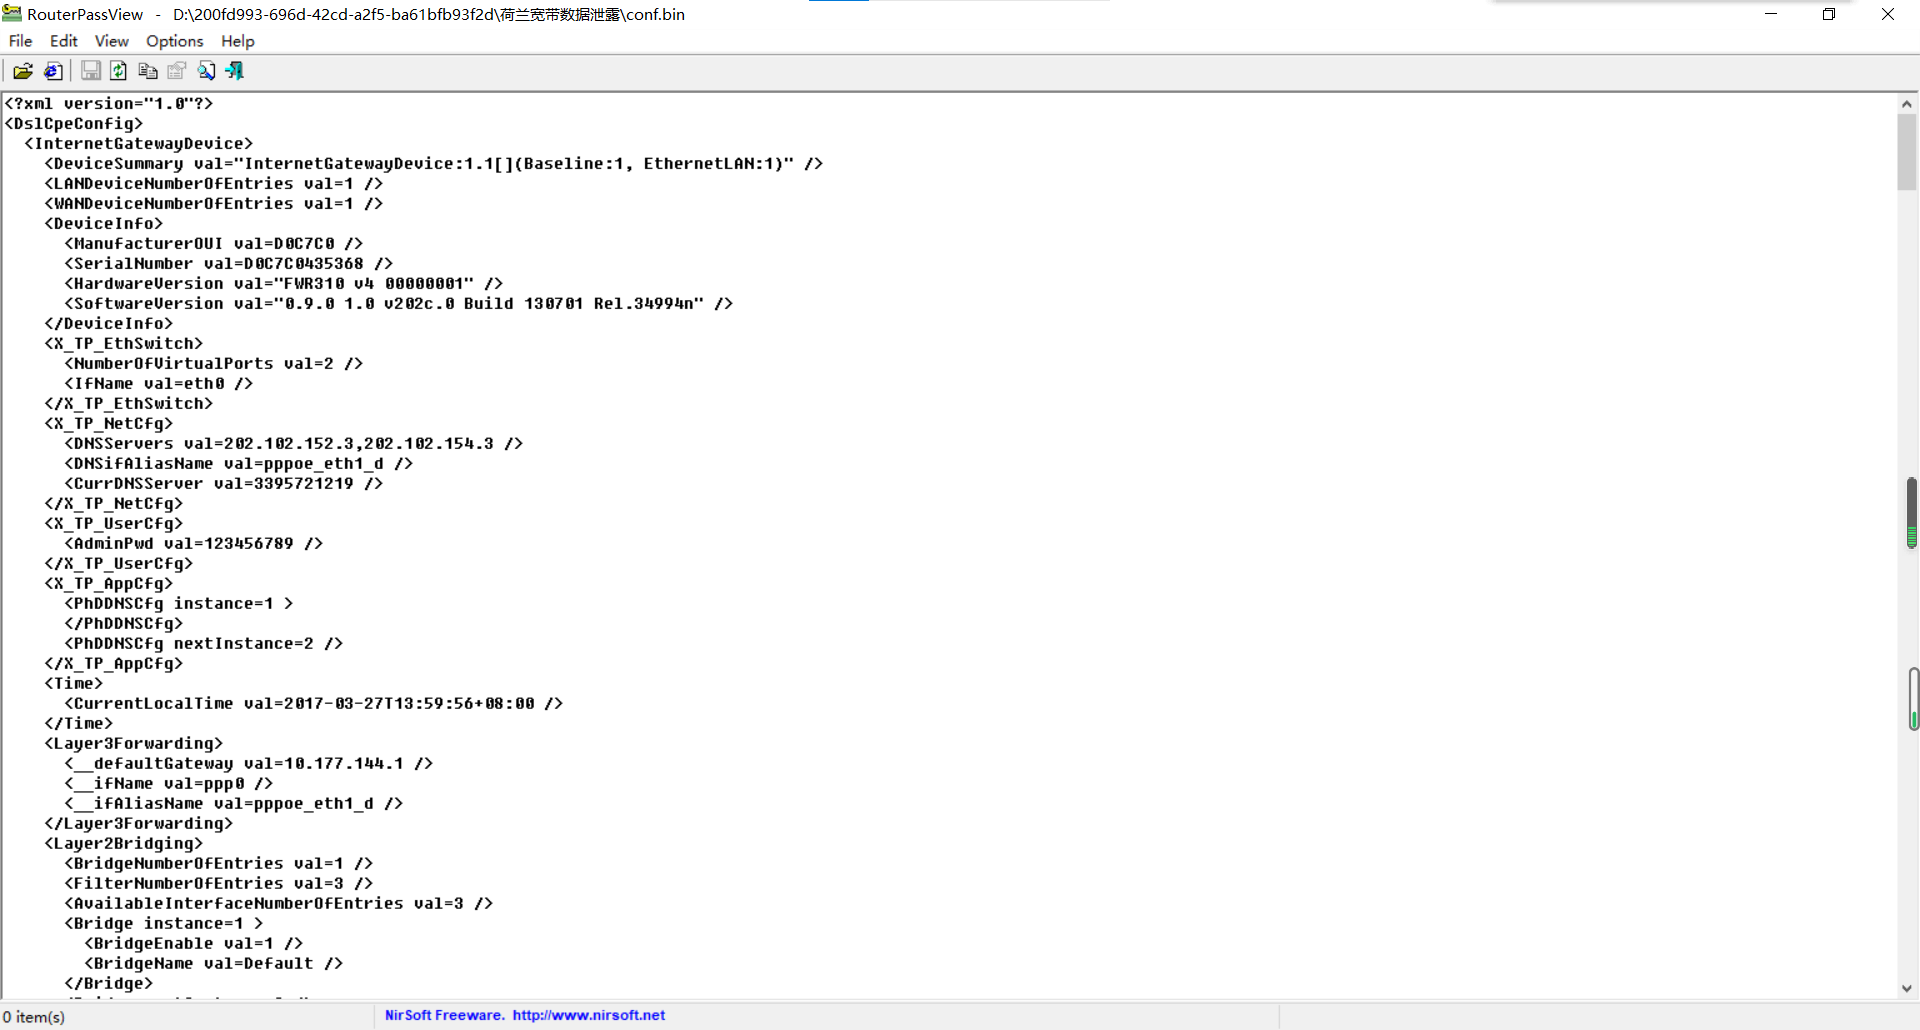 RouterPassView - D:\200fd993-696d-42cd-a2f5-ba61bfb93f2d\荷兰宽带数据泄露\conf.bin
File Edit View Options Help
<?xml version="1.0"?>
<DslCpeConfig>
<InternetGatewayDevice>
<DeviceSummary val="InternetGatewayDevice:1.1[](Baseline:1, EthernetLAN:1)" />
<LANDeviceNumberOfEntries val=1 />
<WANDeviceNumberOfEntries val=1 />
<DeviceInfo>
<ManufacturerOUI val=D0C7C0 />
<SerialNumber val=D0C7C0435368 />
<HardwareVersion val="FWR310 v4 00000001" />
<SoftwareVersion val="0.9.0 1.0 v202c.0 Build 130701 Rel.34994n" />
</DeviceInfo>
<X_TP_EthSwitch>
<NumberOfVirtualPorts val=2 />
<IfName val=eth0 />
</X_TP_EthSwitch>
<X_TP_NetCfg>
<DNSServers val=202.102.152.3,202.102.154.3 />
<DNSifAliasName val=pppoe_eth1_d />
<CurrDNSServer val=3395721219 />
</X_TP_NetCfg>
<X_TP_UserCfg>
<AdminPwd val=123456789 />
</X_TP_UserCfg>
<X_TP_AppCfg>
<PhDDNSCfg instance=1 >
</PhDDNSCfg>
<PhDDNSCfg nextInstance=2 />
</X_TP_AppCfg>
<Time>
<CurrentLocalTime val=2017-03-27T13:59:56+08:00 />
</Time>
<Layer3Forwarding>
<__defaultGateway val=10.177.144.1 />
<__ifName val=ppp0 />
<__ifAliasName val=pppoe_eth1_d />
</Layer3Forwarding>
<Layer2Bridging>
<BridgeNumberOfEntries val=1 />
<FilterNumberOfEntries val=3 />
<AvailableInterfaceNumberOfEntries val=3 />
<Bridge instance=1 >
<BridgeEnable val=1 />
<BridgeName val=Default />
</Bridge>
0 item(s)
NirSoft Freeware. http://www.nirsoft.net